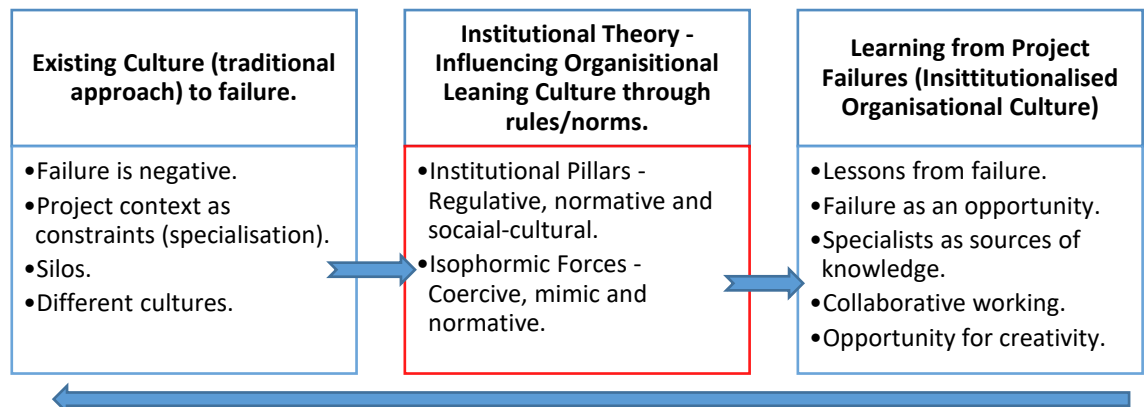 Existing Culture (traditional
approach) to failure.
•Failure is negative.
•Project context as
constraints (specialisation).
•Silos.
•Different cultures.
Institutional Theory -
Influencing Organisitional
Leaning Culture through
rules/norms.
•Institutional Pillars -
Regulative, normative and
socaial-cultural.
•Isophormic Forces -
Coercive, mimic and
normative.
Learning from Project
Failures (Insittitutionalised
Organisational Culture)
•Lessons from failure.
•Failure as an opportunity.
•Specialists as sources of
knowledge.
•Collaborative working.
•Opportunity for creativity.